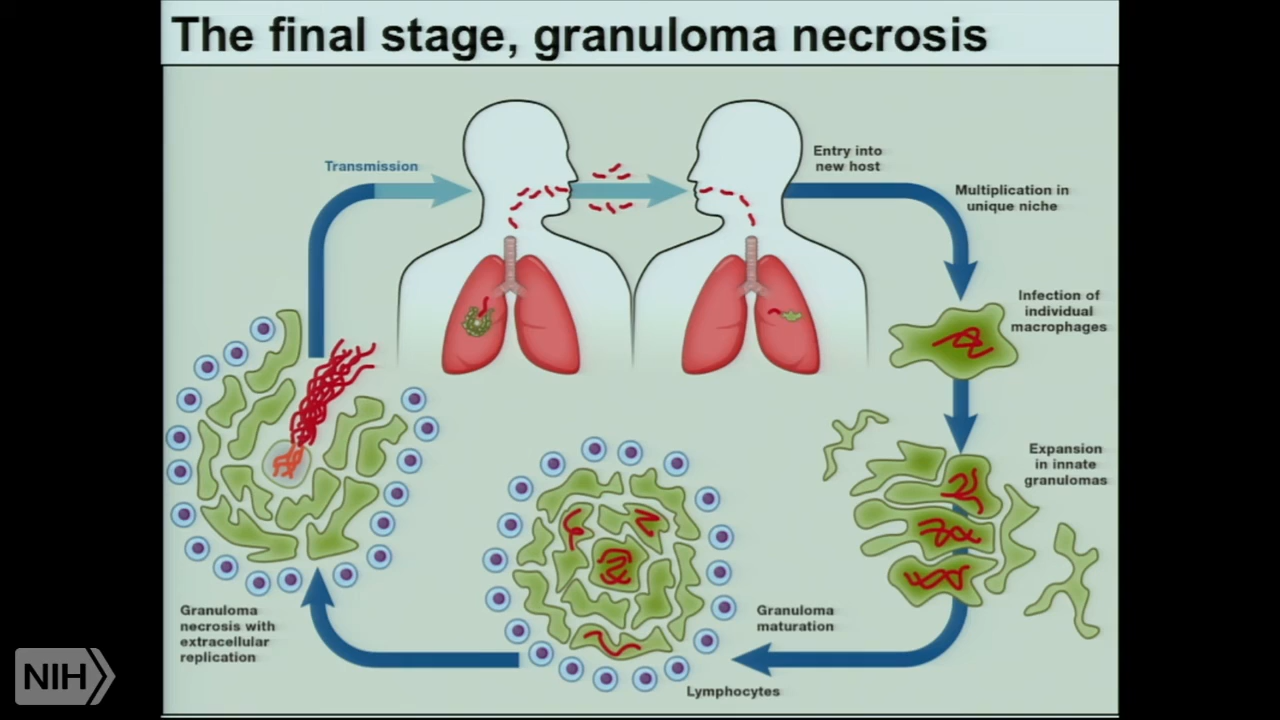 The final stage, granuloma necrosis
Transmission
Entry into
new host
Multiplication in
unique niche
Infection of
individual
macrophages
Expansion
in innate
granulomas
Granuloma
maturation
Lymphocytes
Granuloma
necrosis with
extracellular
replication
NIH